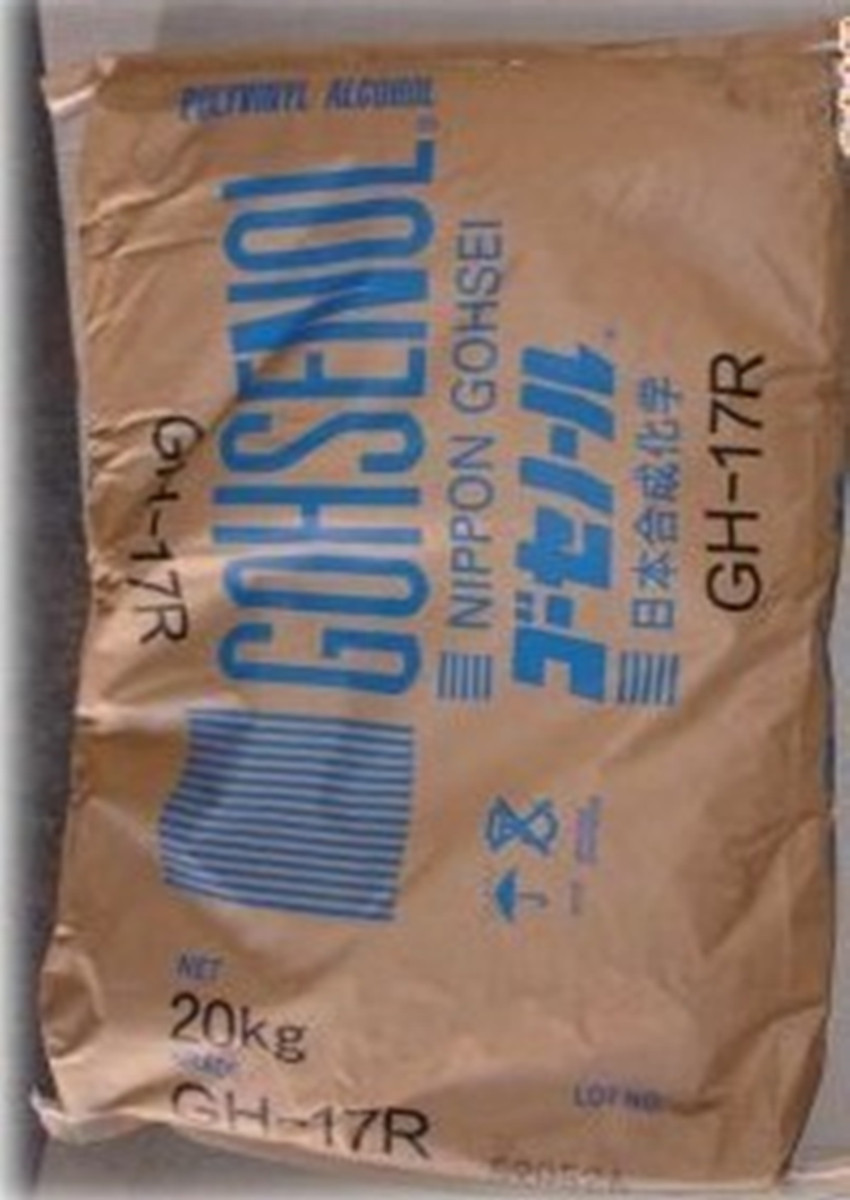 POLYVINYL ALCOHOL
GOHSENOL
NIPPON GOHSEI
ゴーセノール
日本合成化学
GH-17R
GH-17R
NET
20kg
GH-17R
LOT NO.